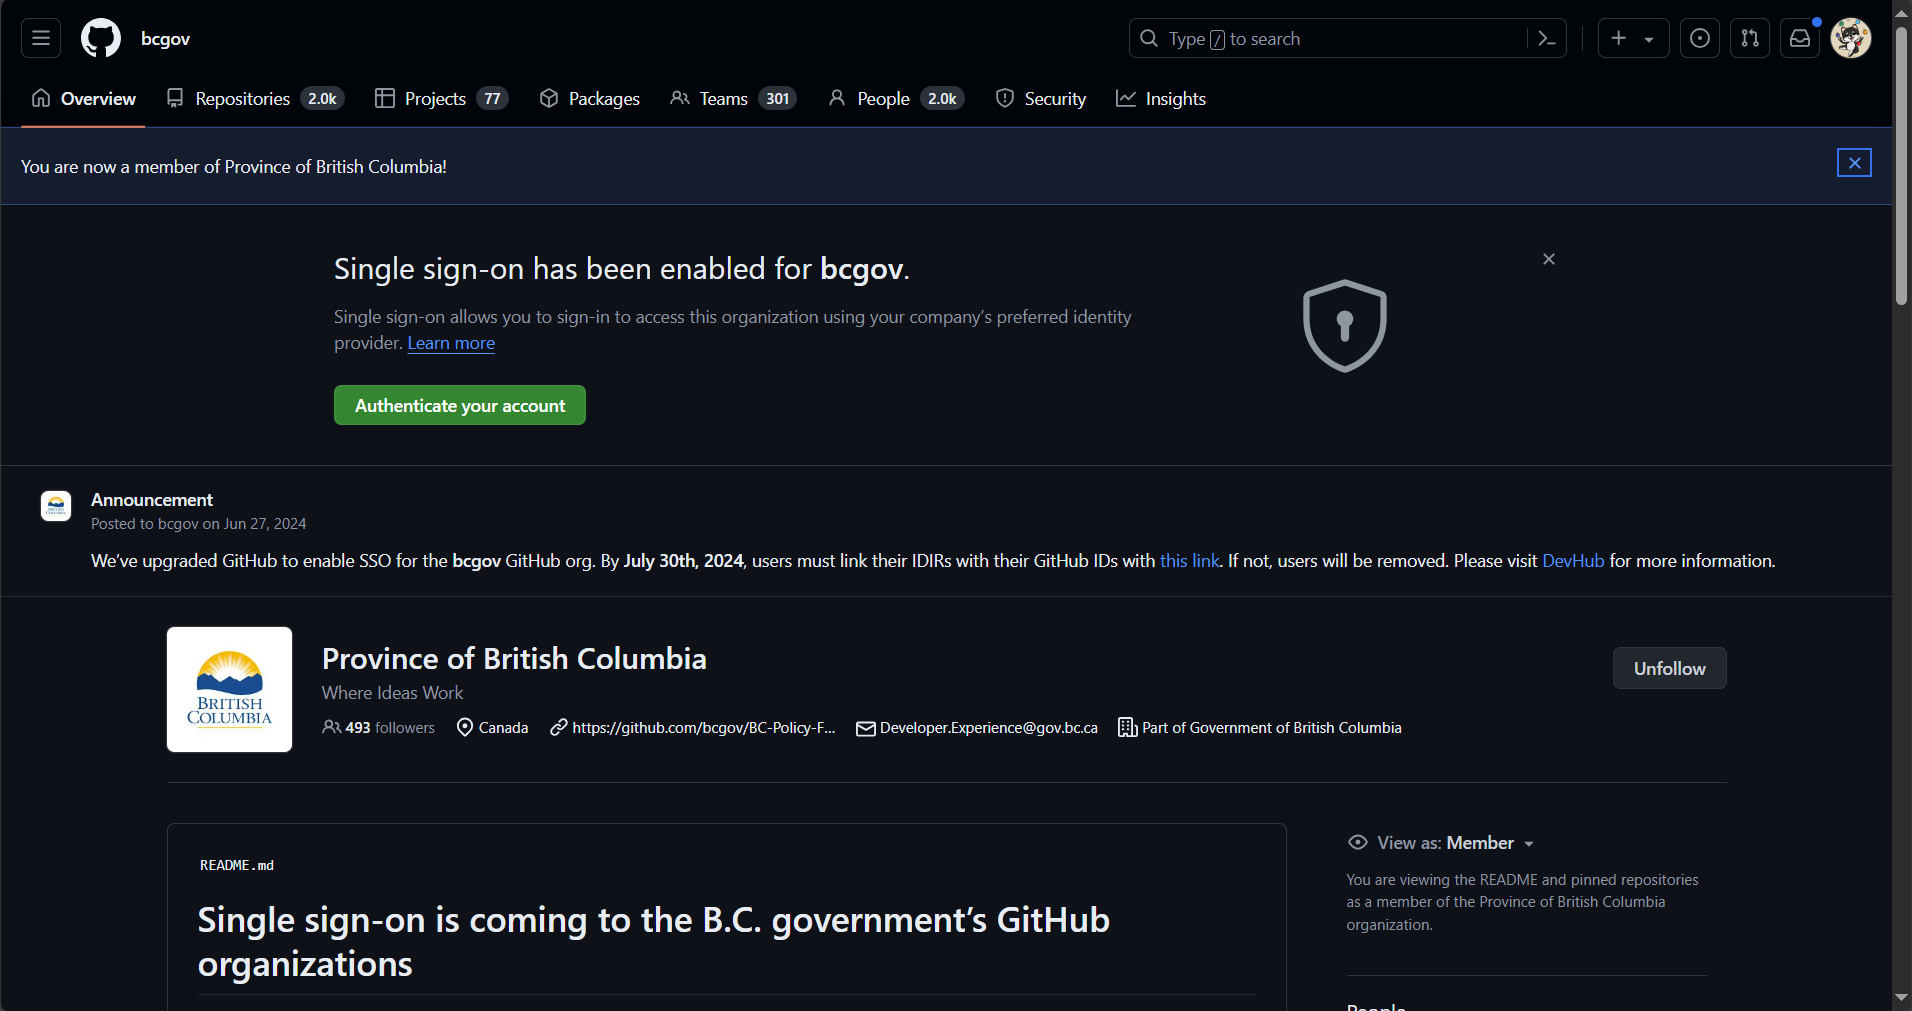 bcgov
Type / to search
Overview
Repositories 2.0k
Projects 77
Packages
Teams 301
People 2.0k
Security
Insights
You are now a member of Province of British Columbia!
Single sign-on has been enabled for bcgov.
Single sign-on allows you to sign-in to access this organization using your company’s preferred identity
provider. Learn more
Authenticate your account
Announcement
Posted to bcgov on Jun 27, 2024
We’ve upgraded GitHub to enable SSO for the bcgov GitHub org. By July 30th, 2024, users must link their IDIRs with their GitHub IDs with this link. If not, users will be removed. Please visit DevHub for more information.
BRITISH
COLUMBIA
Province of British Columbia
Where Ideas Work
493 followers
Canada
https://github.com/bcgov/BC-Policy-F...
Developer.Experience@gov.bc.ca
Part of Government of British Columbia
Unfollow
README.md
Single sign-on is coming to the B.C. government’s GitHub
organizations
View as: Member
You are viewing the README and pinned repositories
as a member of the Province of British Columbia
organization.
People